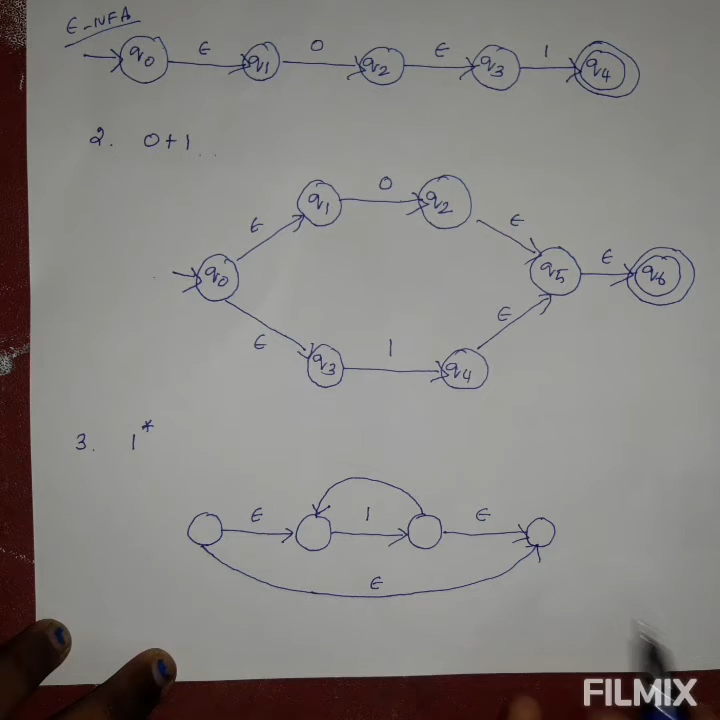 ε-NFA
q0 ε q1 0 q2 ε q3 1 q4
2. 0+1
q1 0 q2
ε ε
q0 q5 ε q6
ε ε
q3 1 q4
3. 1*
ε 1 ε
ε
FILMIX